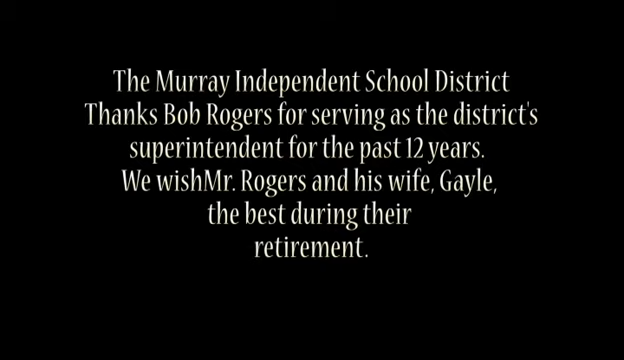 The Murray Independent School District
Thanks Bob Rogers for serving as the district's
superintendent for the past 12 years.
We wishMr. Rogers and his wife, Gayle,
the best during their
retirement.